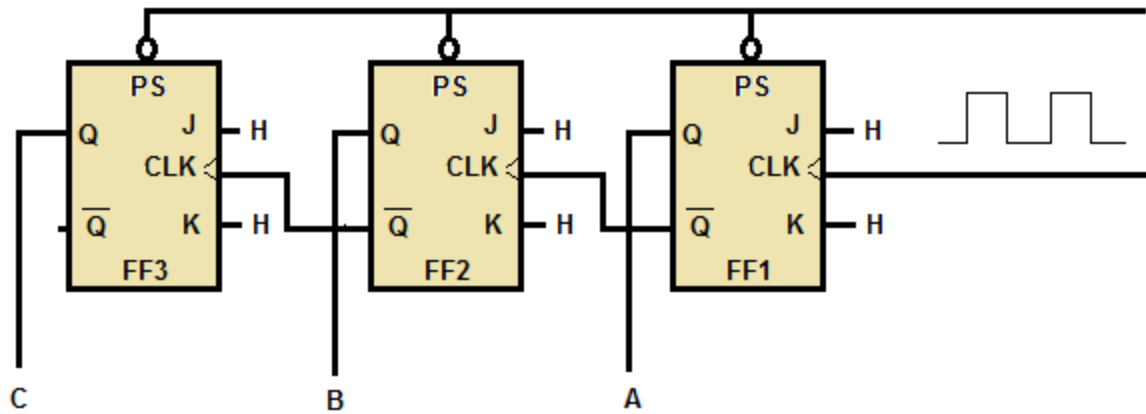 PS PS PS
Q J H Q J H Q J H
CLK CLK CLK
Q K H Q K H Q K H
FF3 FF2 FF1
C B A